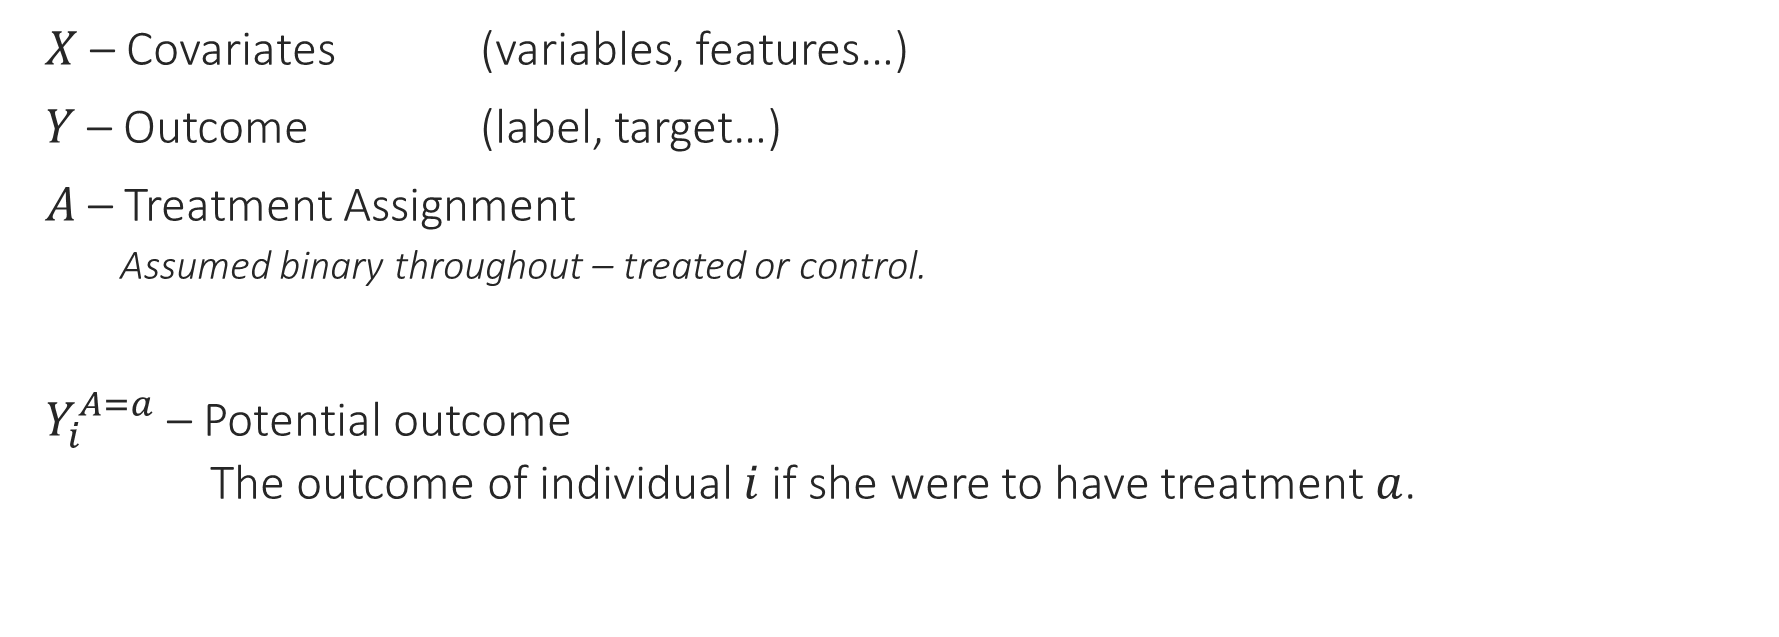 X – Covariates (variables, features...)
Y – Outcome (label, target...)
A – Treatment Assignment
Assumed binary throughout – treated or control.
Y_i^{A=a} – Potential outcome
The outcome of individual i if she were to have treatment a.